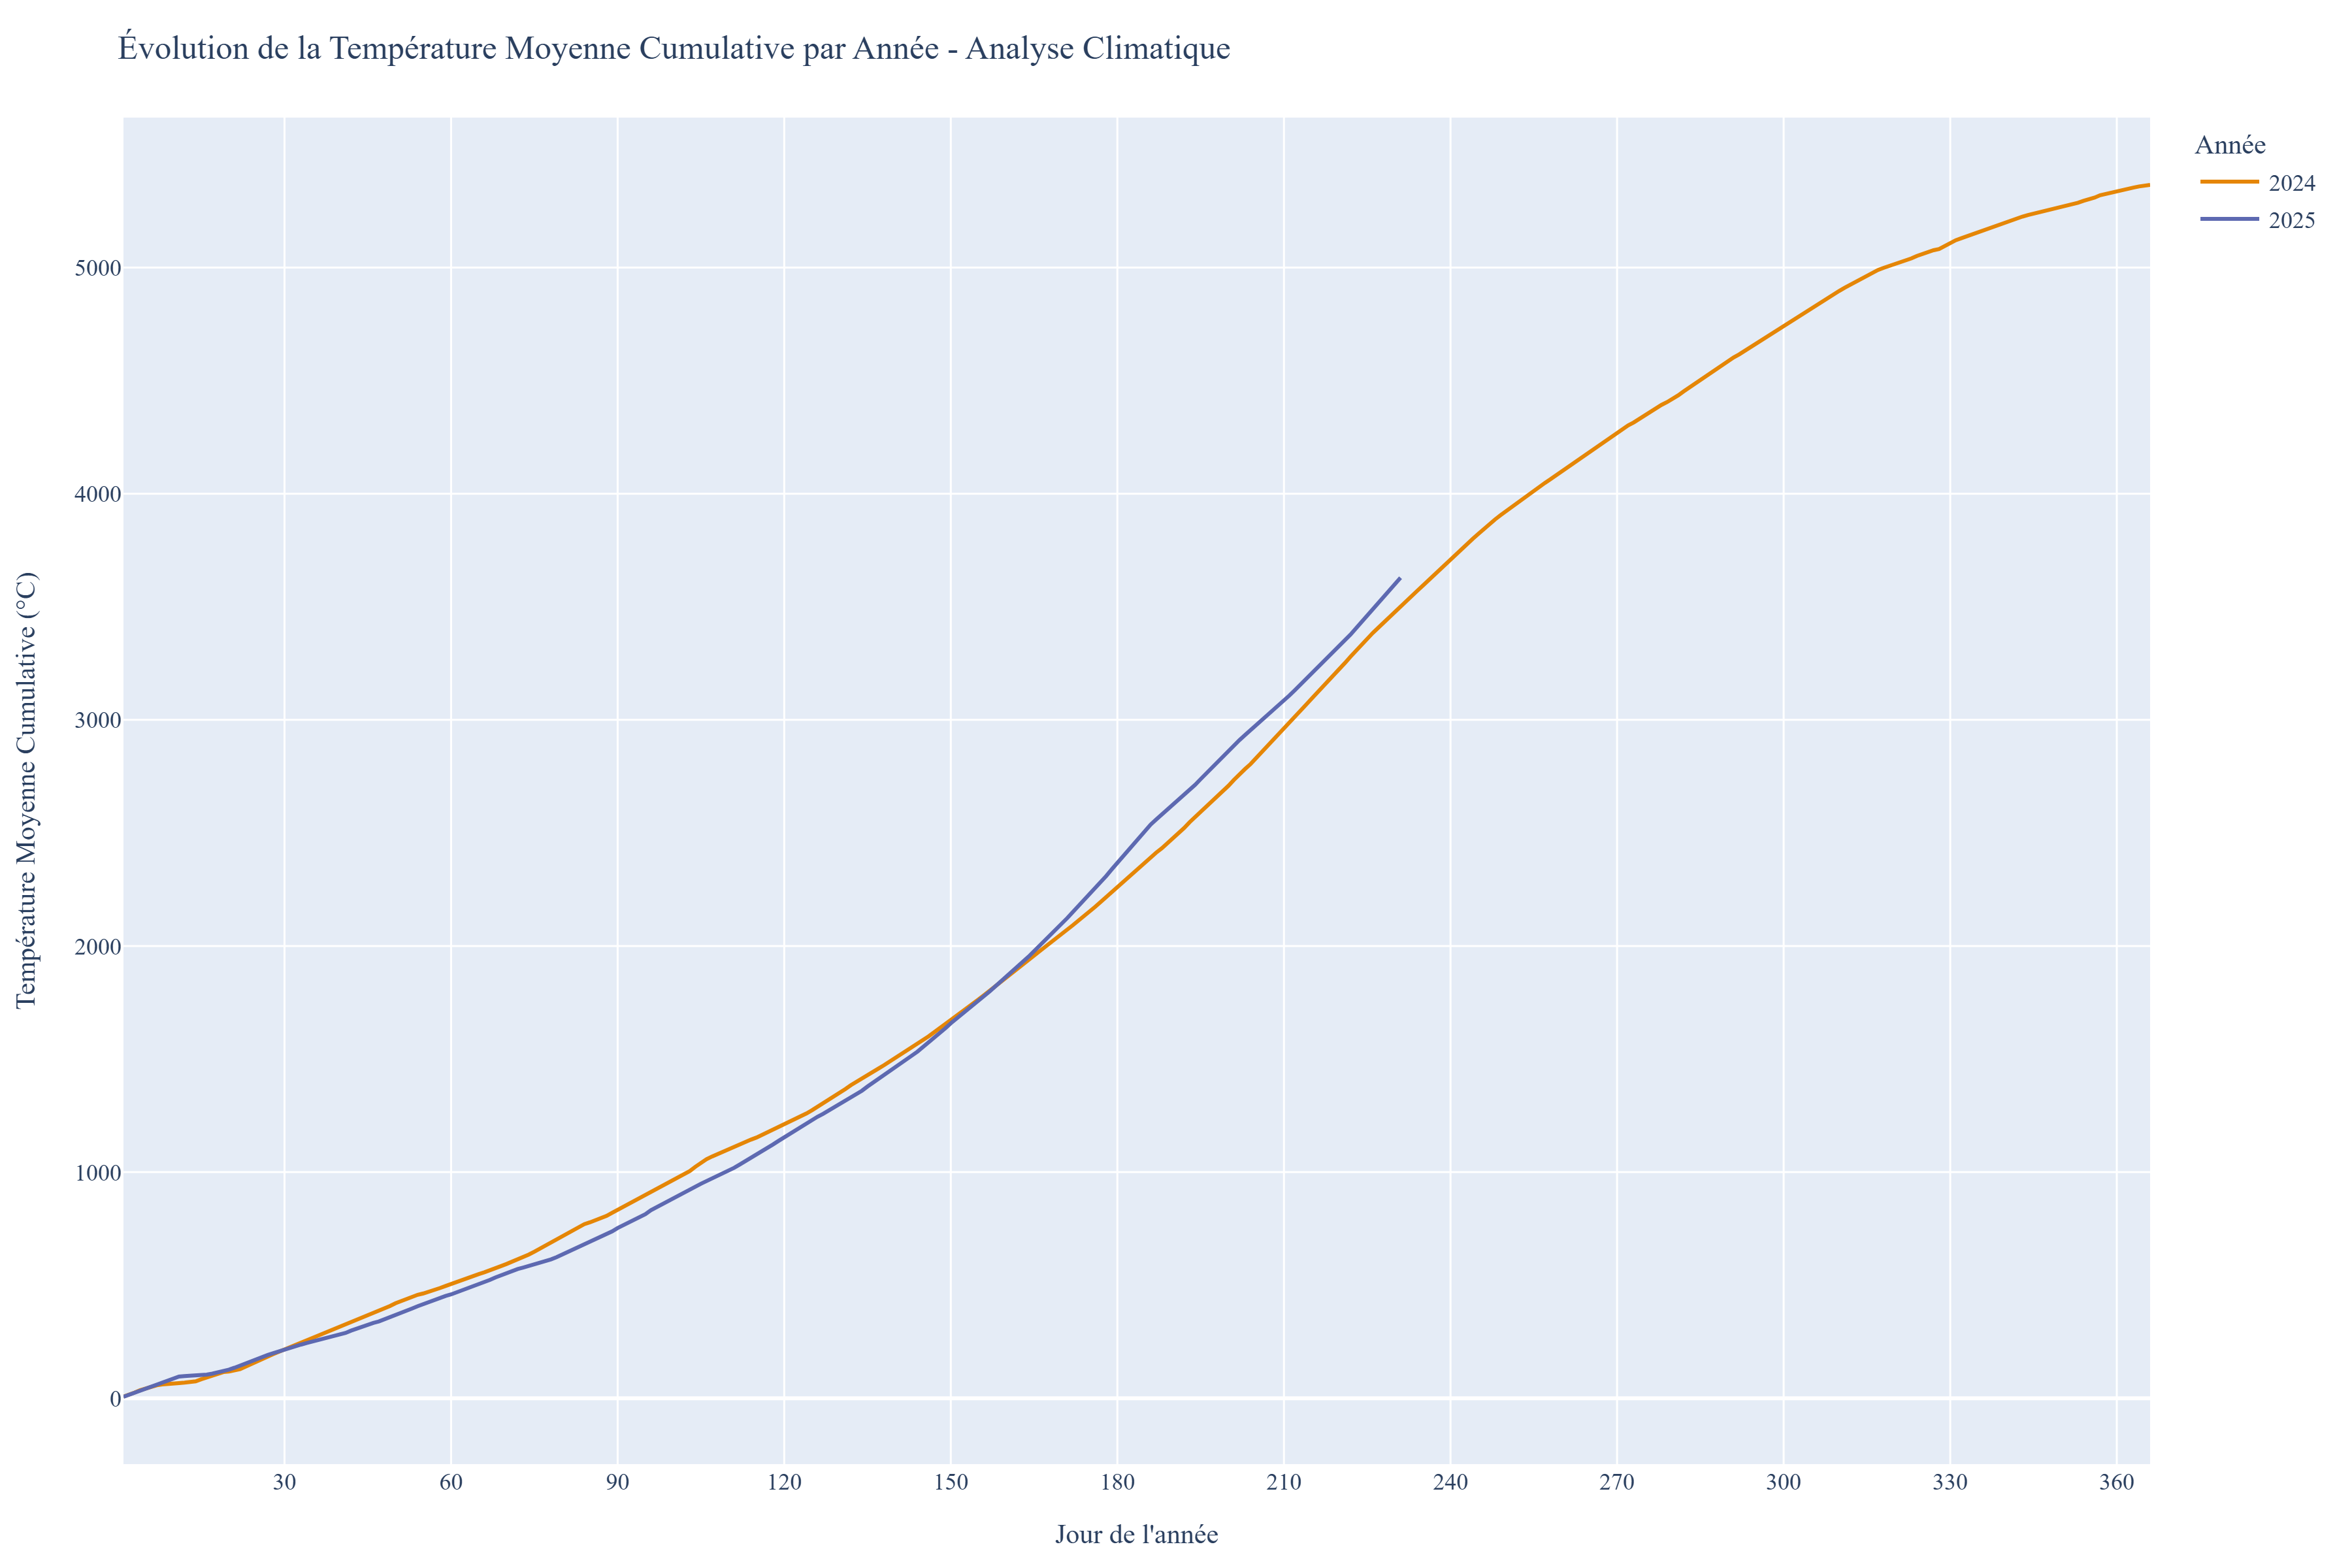 Évolution de la Température Moyenne Cumulative par Année - Analyse Climatique
Année
2024
2025
Température Moyenne Cumulative (°C)
5000
4000
3000
2000
1000
0
30 60 90 120 150 180 210 240 270 300 330 360
Jour de l'année